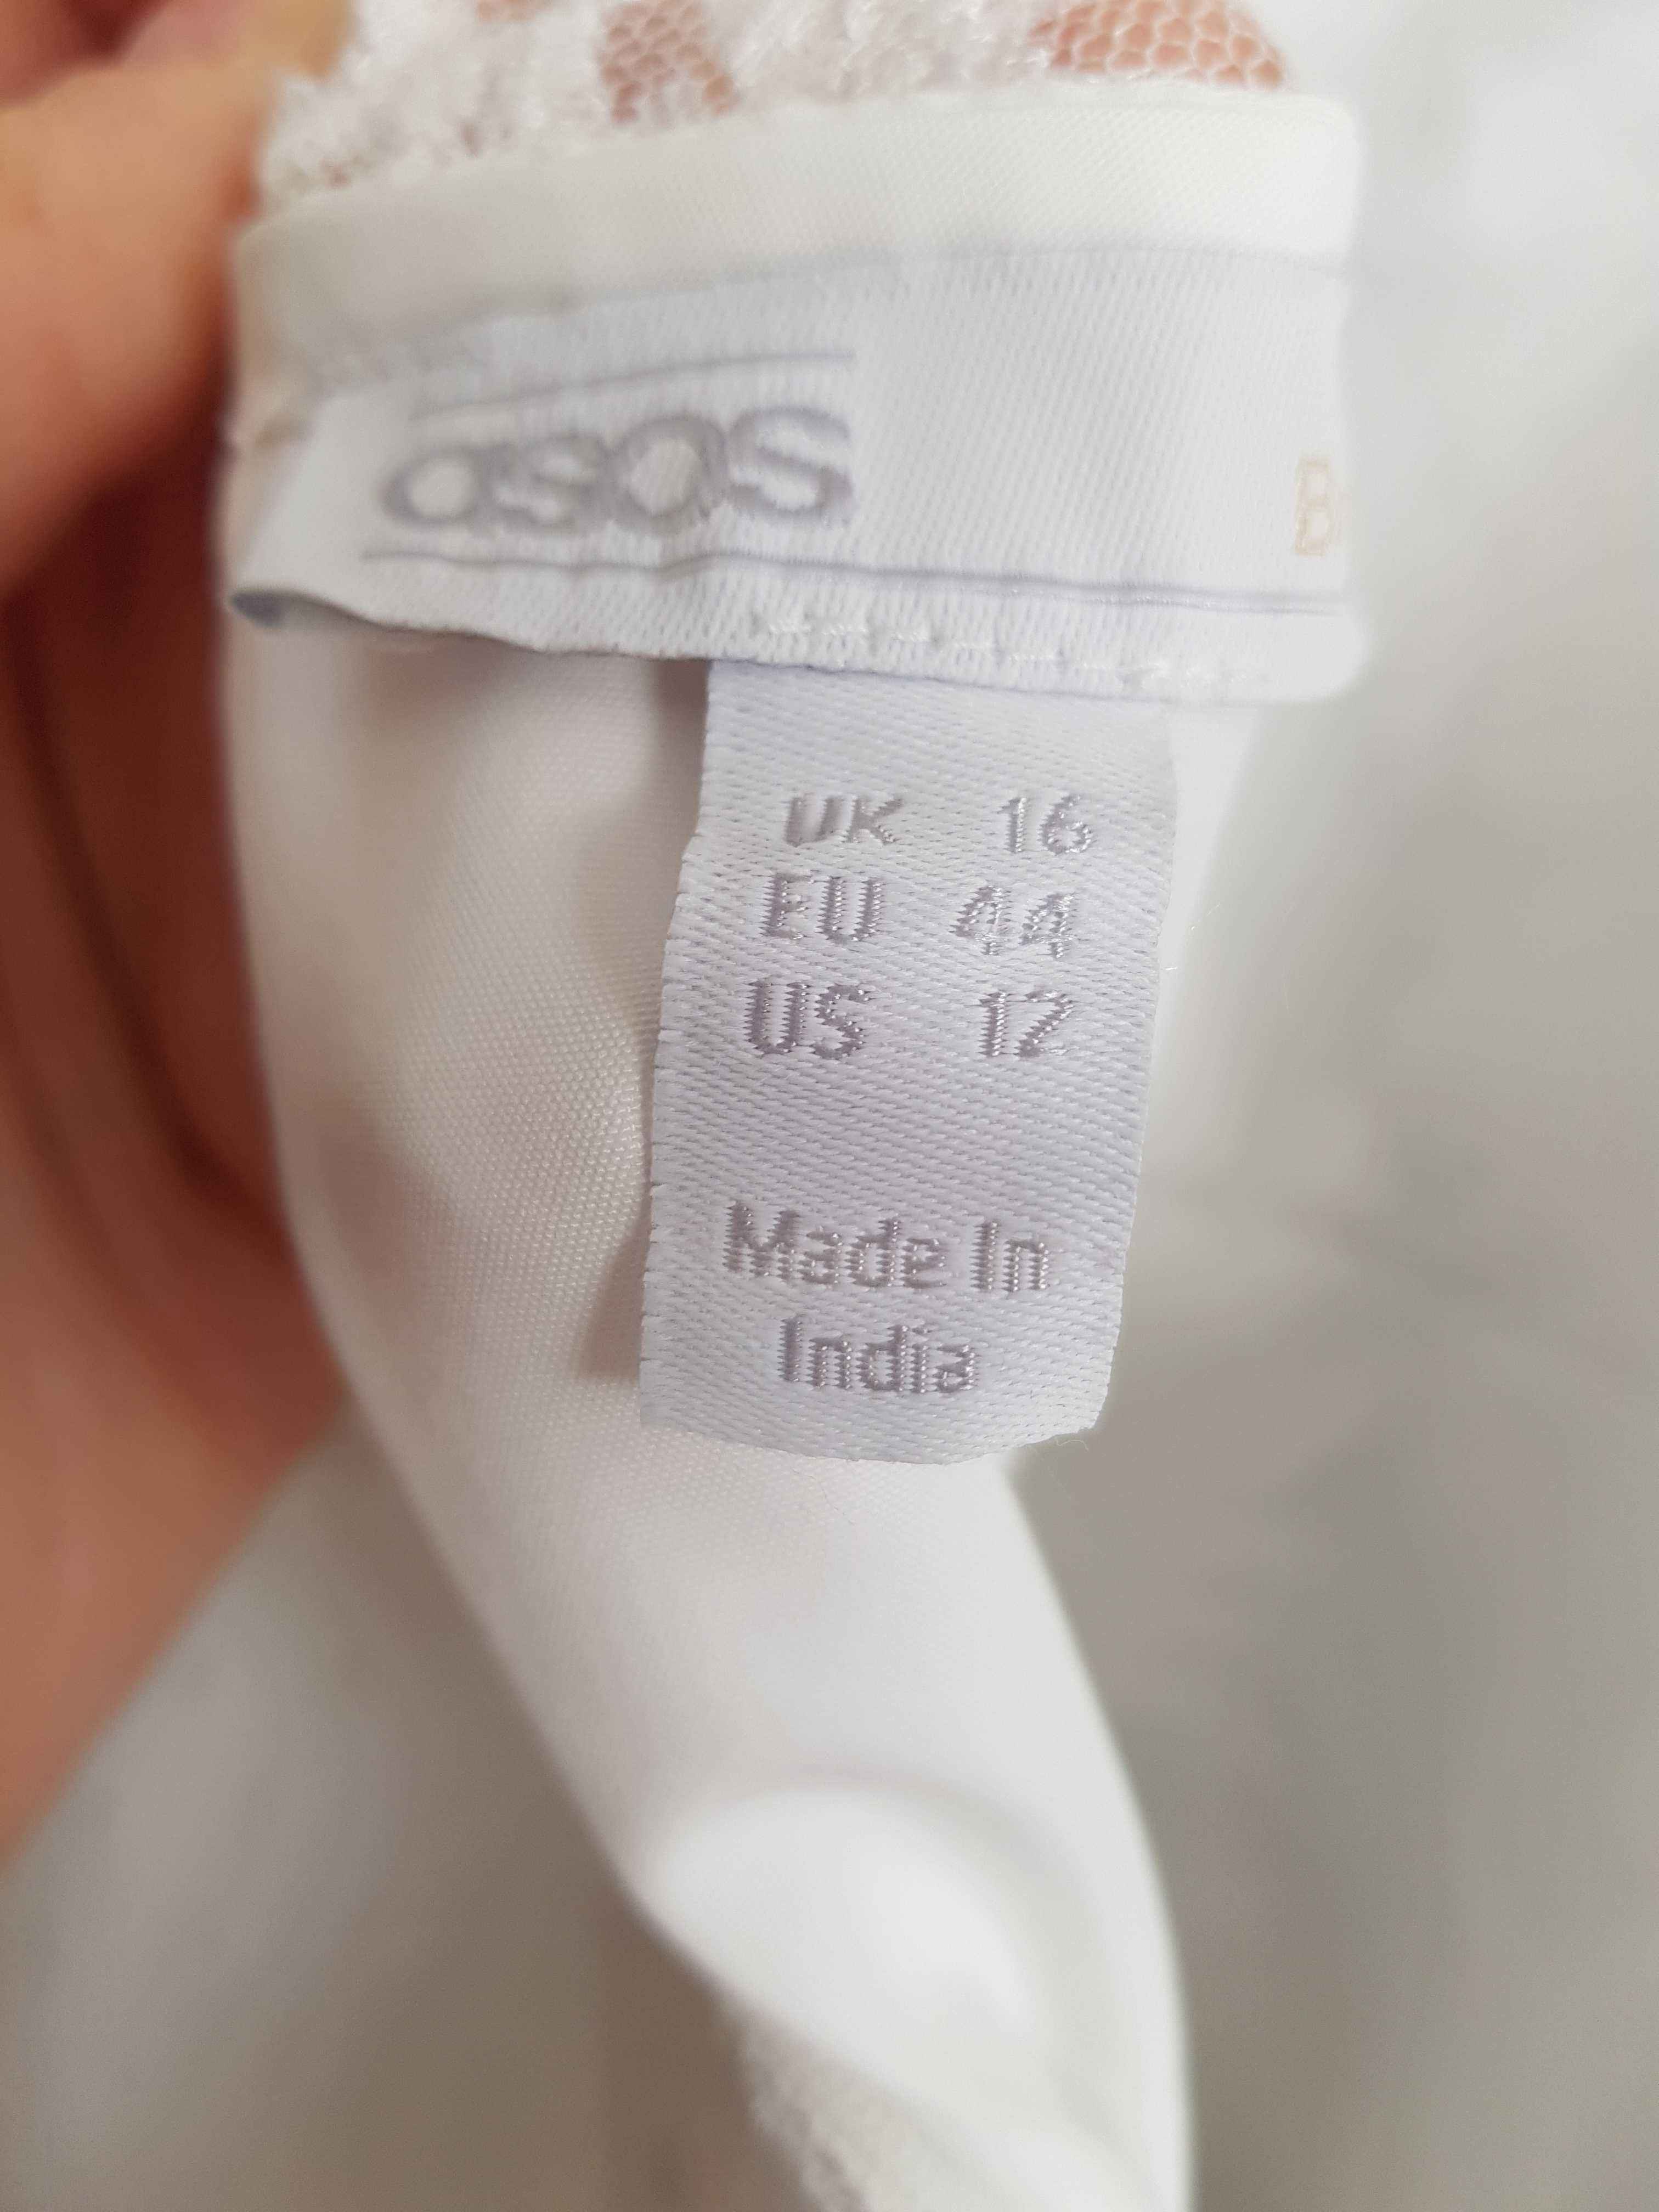 asos
UK 16
EU 44
US 12
Made In
India